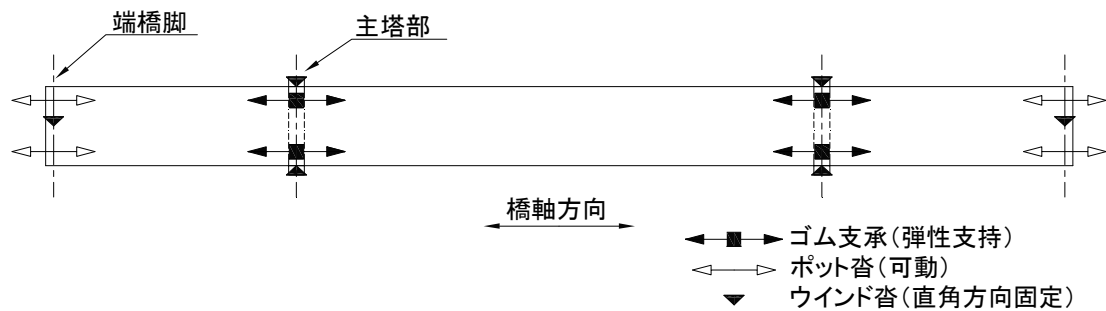 端橋脚
主塔部
橋軸方向
ゴム支承(弾性支持)
ポット沓(可動)
ウインド沓(直角方向固定)